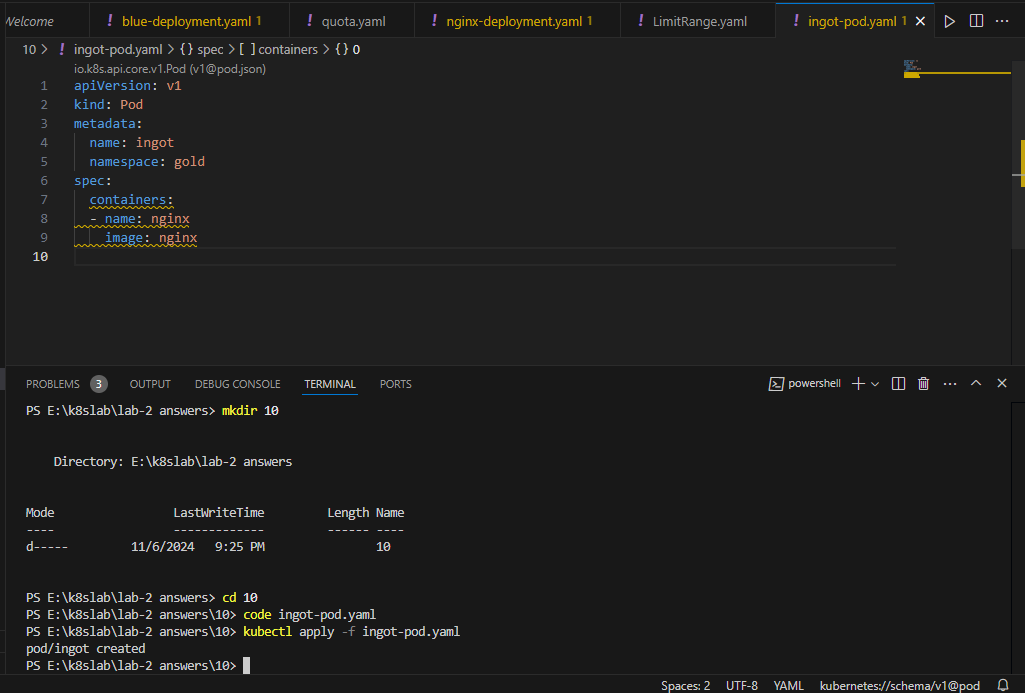 Welcome ! blue-deployment.yaml 1 ! quota.yaml ! nginx-deployment.yaml 1 ! LimitRange.yaml ! ingot-pod.yaml 1
10 > ! ingot-pod.yaml > {} spec > [ ] containers > {} 0
io.k8s.api.core.v1.Pod (v1@pod.json)
1 apiVersion: v1
2 kind: Pod
3 metadata:
4   name: ingot
5   namespace: gold
6 spec:
7   containers:
8   - name: nginx
9     image: nginx
10
PROBLEMS 3 OUTPUT DEBUG CONSOLE TERMINAL PORTS powershell
PS E:\k8slab\lab-2 answers> mkdir 10
    Directory: E:\k8slab\lab-2 answers
Mode                 LastWriteTime         Length Name
----                 -------------         ------ ----
d-----         11/6/2024   9:25 PM                10
PS E:\k8slab\lab-2 answers> cd 10
PS E:\k8slab\lab-2 answers\10> code ingot-pod.yaml
PS E:\k8slab\lab-2 answers\10> kubectl apply -f ingot-pod.yaml
pod/ingot created
PS E:\k8slab\lab-2 answers\10>
Spaces: 2 UTF-8 YAML kubernetes://schema/v1@pod